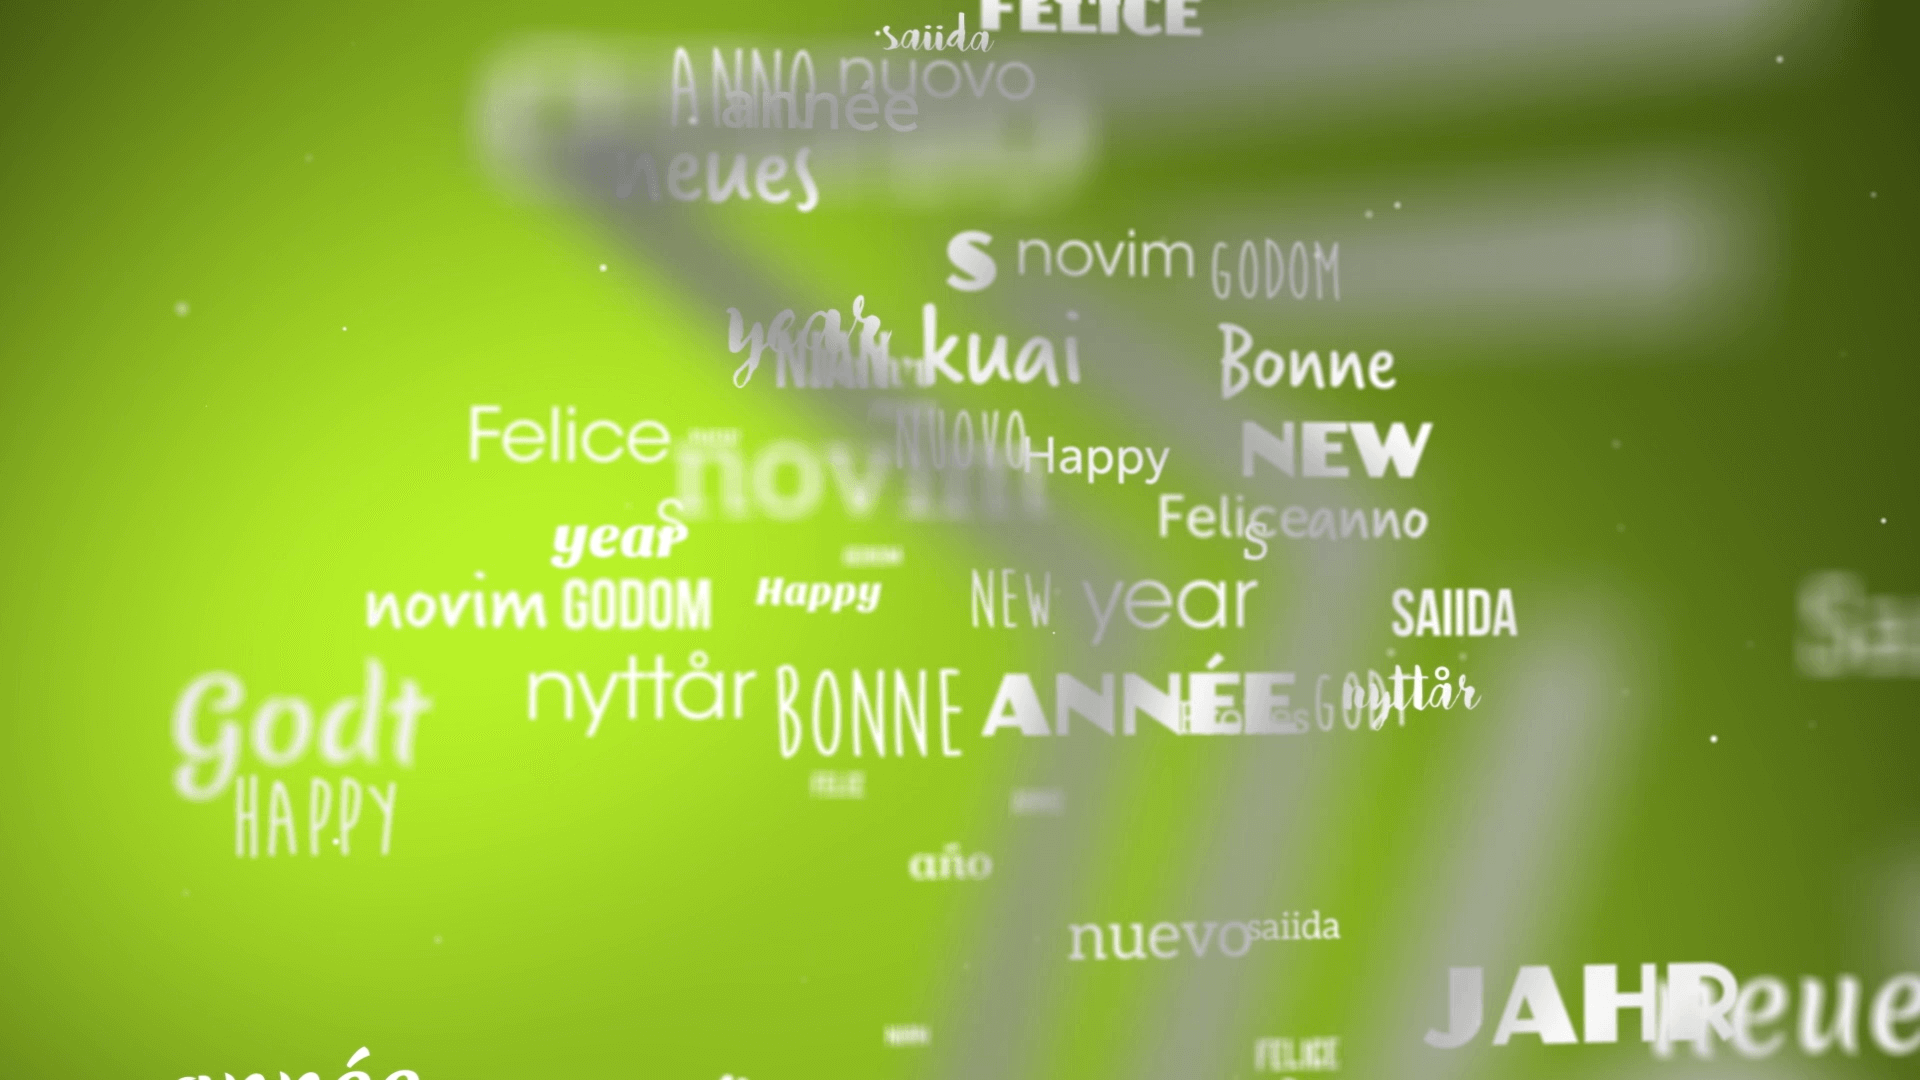 FELICE
saiida
ANNO nuovo
année
neues
S novim GODOM
year kuai Bonne
NIAN
Felice novim NUOVO Happy NEW
S Felice anno
year S
novim GODOM Happy NEW year SAIIDA
Godt nyttår BONNE ANNÉE GODT nyttår
HAPPY
año
nuevo saiida
JAHR neue
FELICE
année